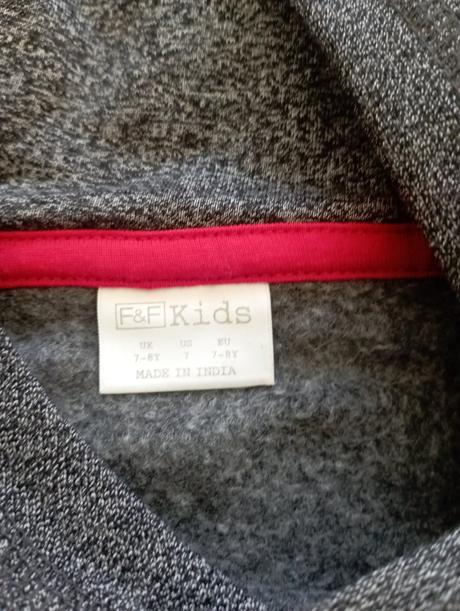 F&F Kids
UK US EU
7-8Y 7 7-8Y
MADE IN INDIA